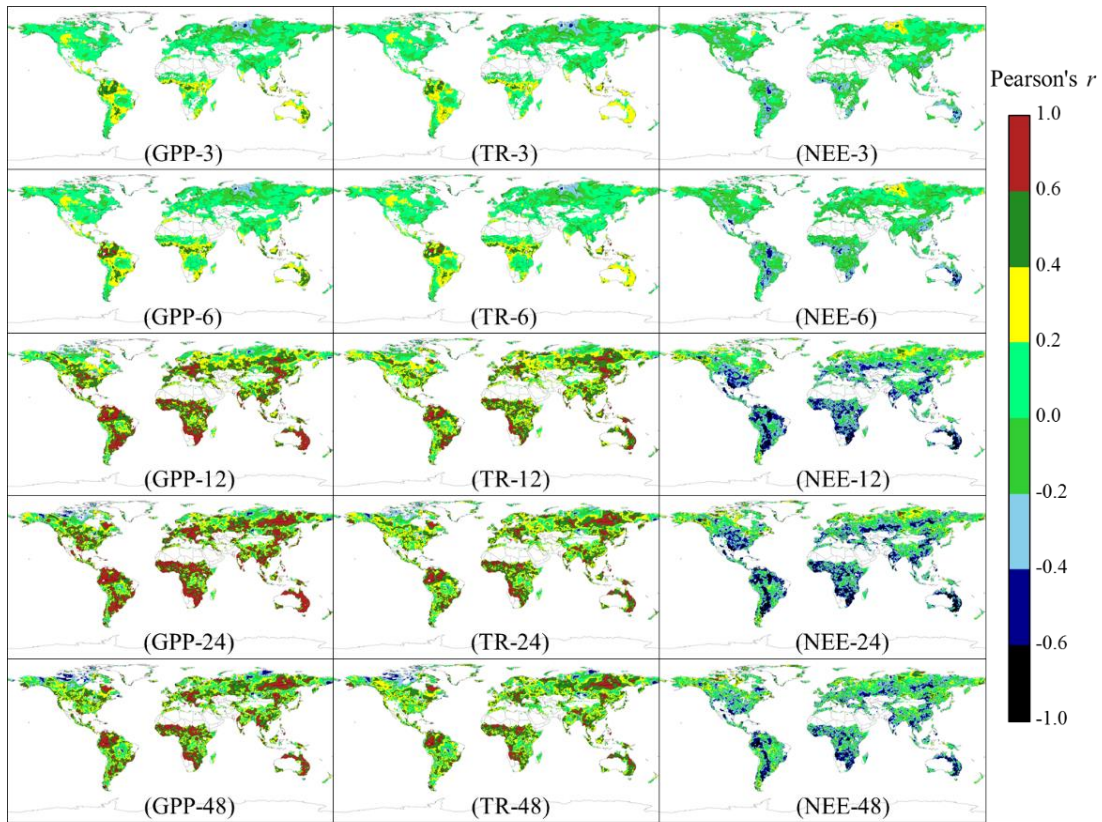 (GPP-3) (TR-3) (NEE-3)
(GPP-6) (TR-6) (NEE-6)
(GPP-12) (TR-12) (NEE-12)
(GPP-24) (TR-24) (NEE-24)
(GPP-48) (TR-48) (NEE-48)
Pearson's r
1.0
0.6
0.4
0.2
0.0
-0.2
-0.4
-0.6
-1.0